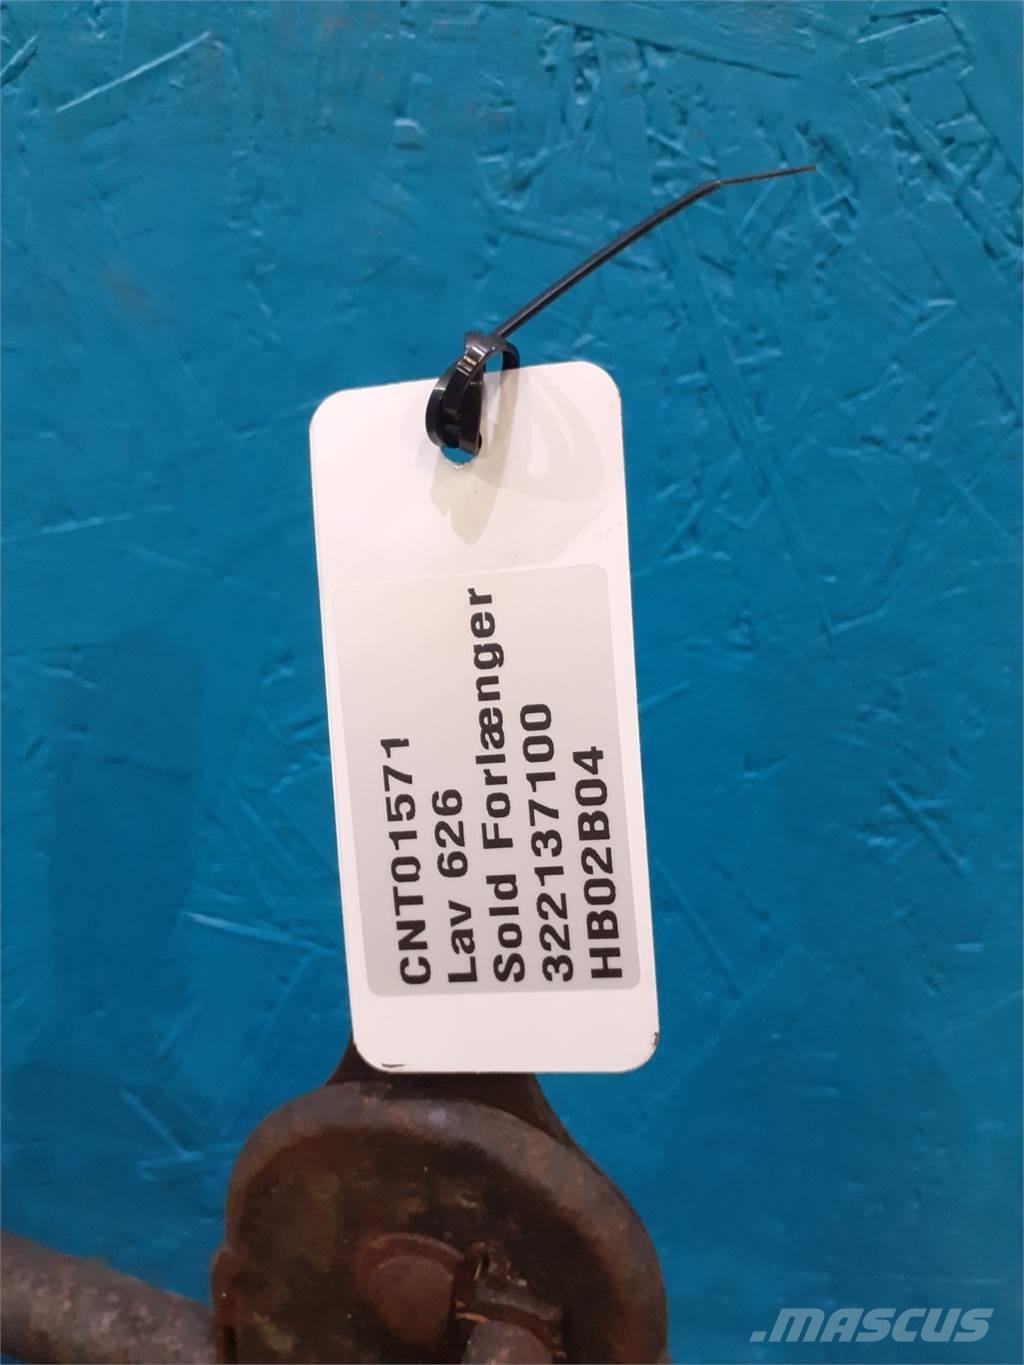 CNT01571
Lav 626
Sold Forlænger
322137100
HB02B04
.MASCUS